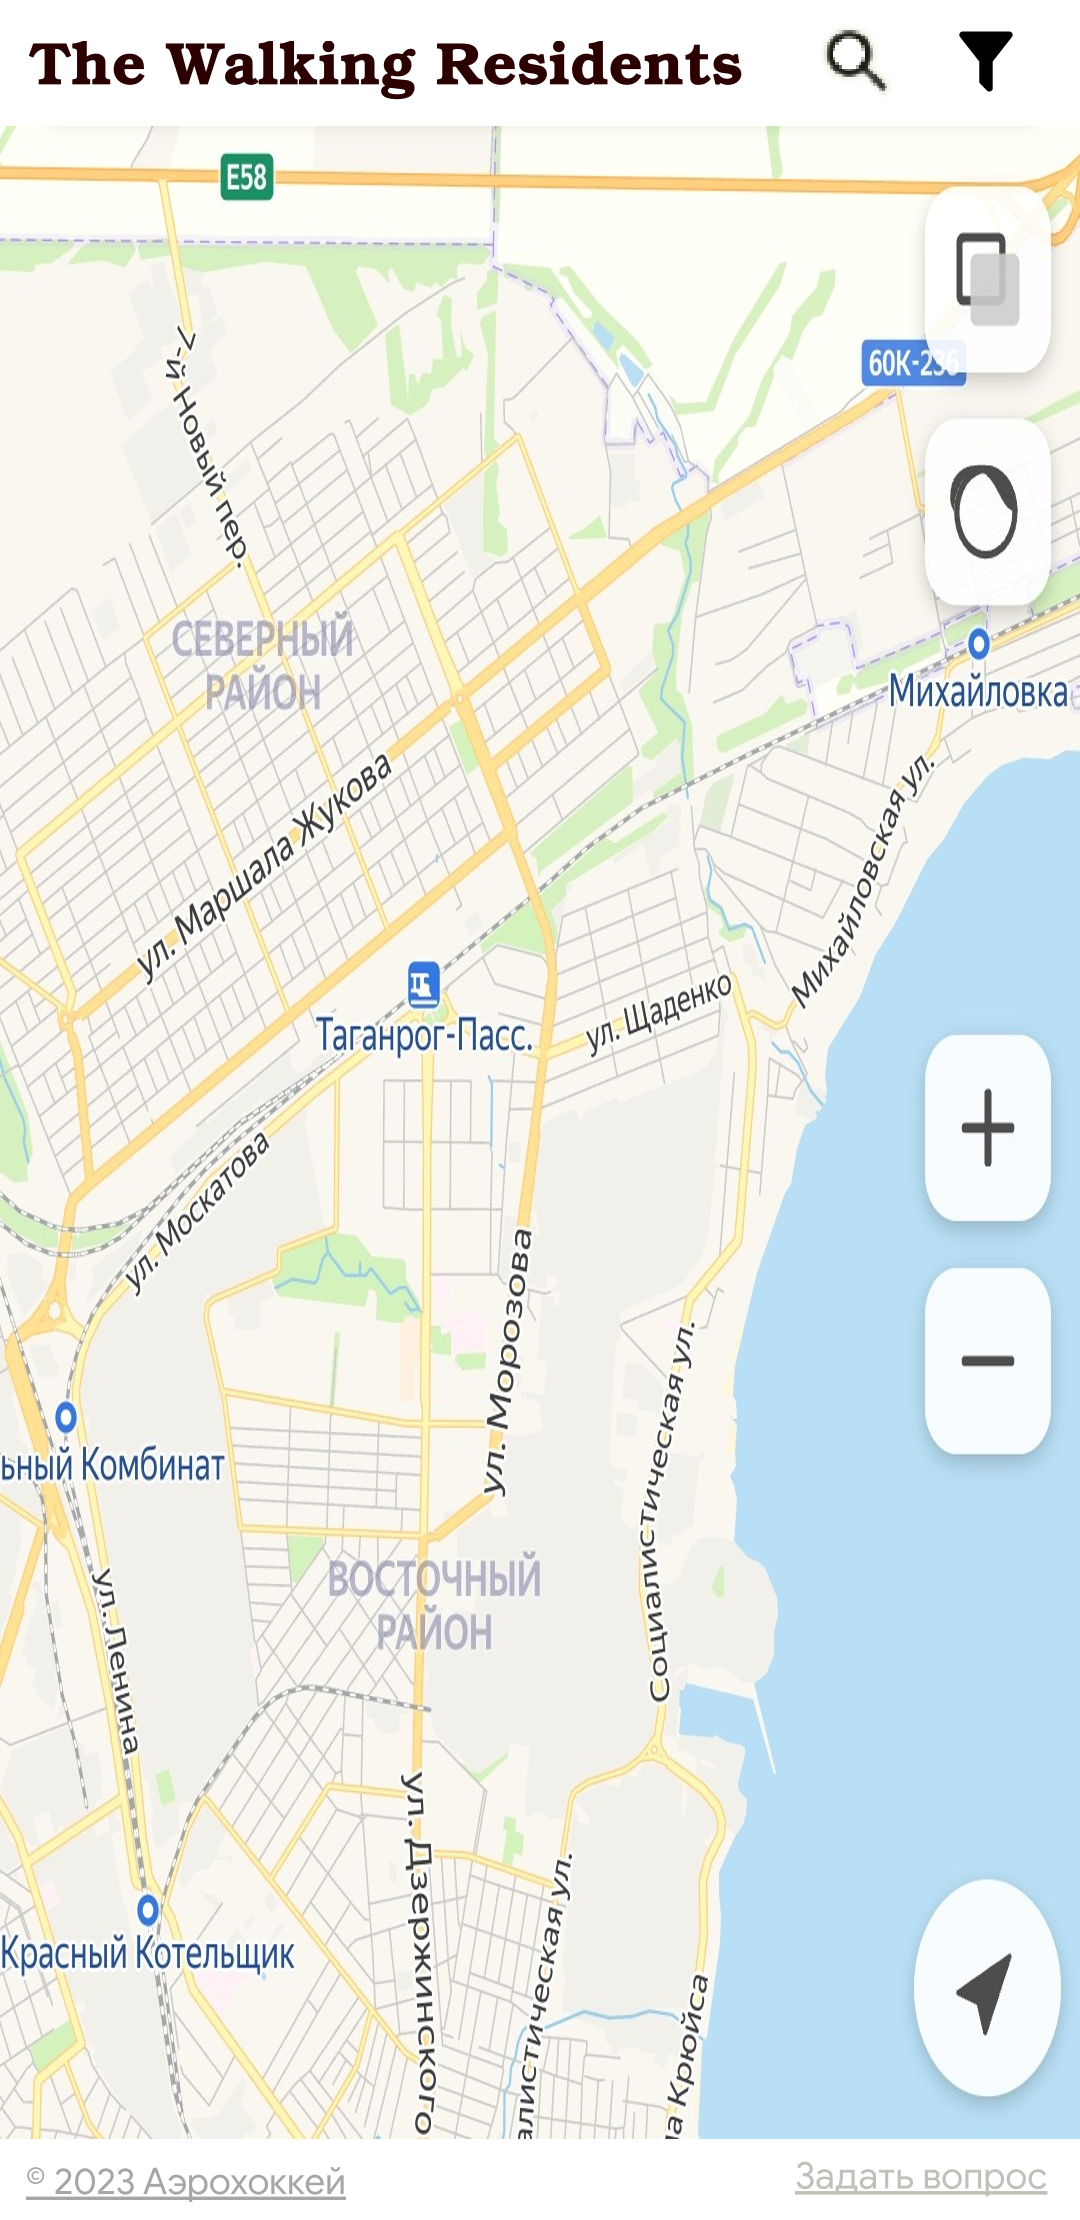 The Walking Residents
E58
7-й Новый пер.
60К-236
СЕВЕРНЫЙ
РАЙОН
Михайловка
ул. Маршала Жукова
Михайловская ул.
Таганрог-Пасс.
ул. Щаденко
ул. Москатова
ул. Морозова
Социалистическая ул.
ьный Комбинат
ВОСТОЧНЫЙ
РАЙОН
ул. Ленина
ул. Дзержинского
алистическая ул.
Красный Котельщик
на Крюйса
© 2023 Аэрохоккей
Задать вопрос